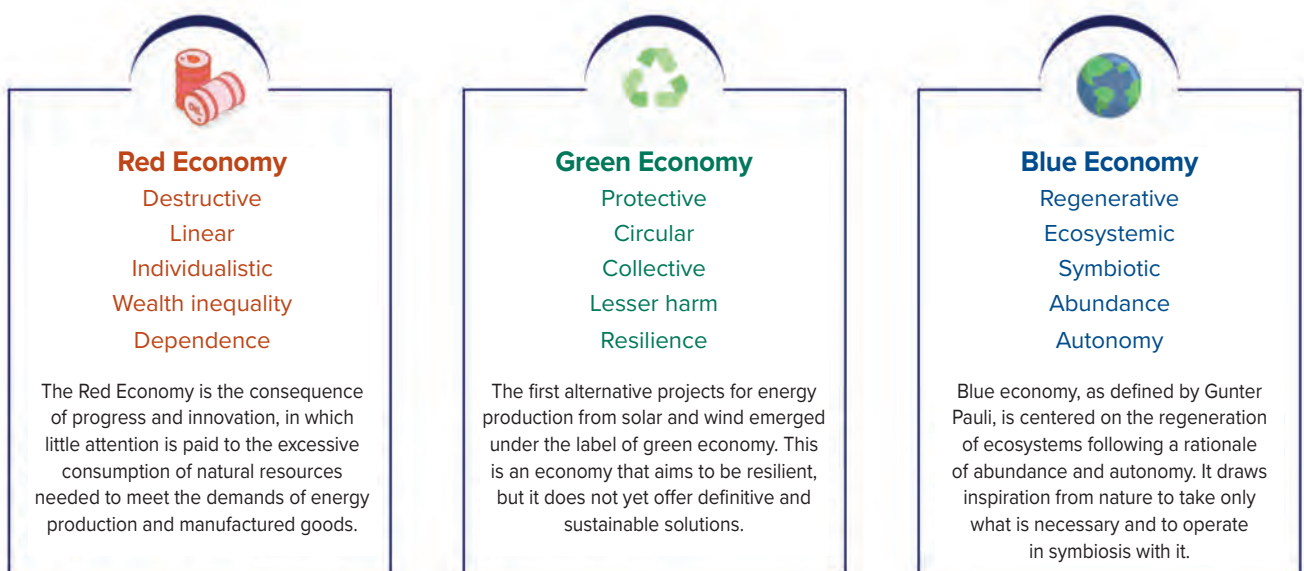 Red Economy
Destructive
Linear
Individualistic
Wealth inequality
Dependence
The Red Economy is the consequence
of progress and innovation, in which
little attention is paid to the excessive
consumption of natural resources
needed to meet the demands of energy
production and manufactured goods.
Green Economy
Protective
Circular
Collective
Lesser harm
Resilience
The first alternative projects for energy
production from solar and wind emerged
under the label of green economy. This
is an economy that aims to be resilient,
but it does not yet offer definitive and
sustainable solutions.
Blue Economy
Regenerative
Ecosystemic
Symbiotic
Abundance
Autonomy
Blue economy, as defined by Gunter
Pauli, is centered on the regeneration
of ecosystems following a rationale
of abundance and autonomy. It draws
inspiration from nature to take only
what is necessary and to operate
in symbiosis with it.